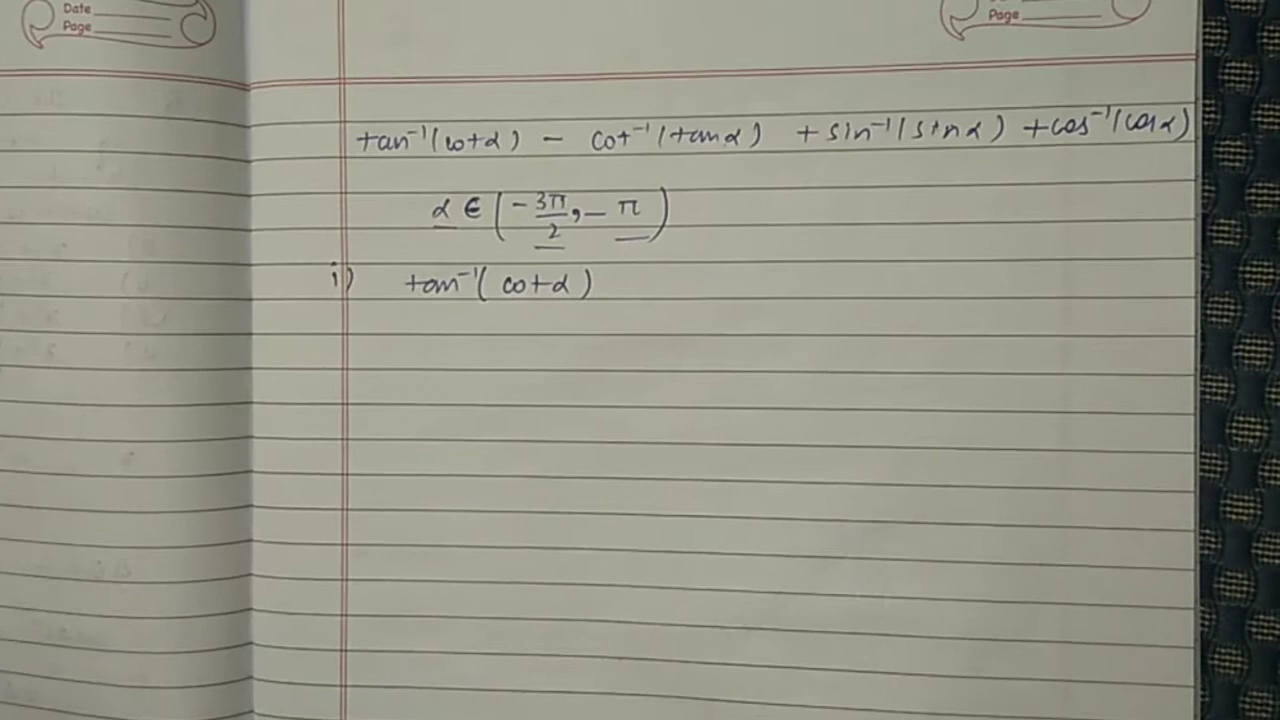 Date
Page
Page
tan⁻¹(cotα) - cot⁻¹(tanα) + sin⁻¹(sinα) + cos⁻¹(cosα)
α ∈ (-3π/2, -π)
i) tan⁻¹(cotα)